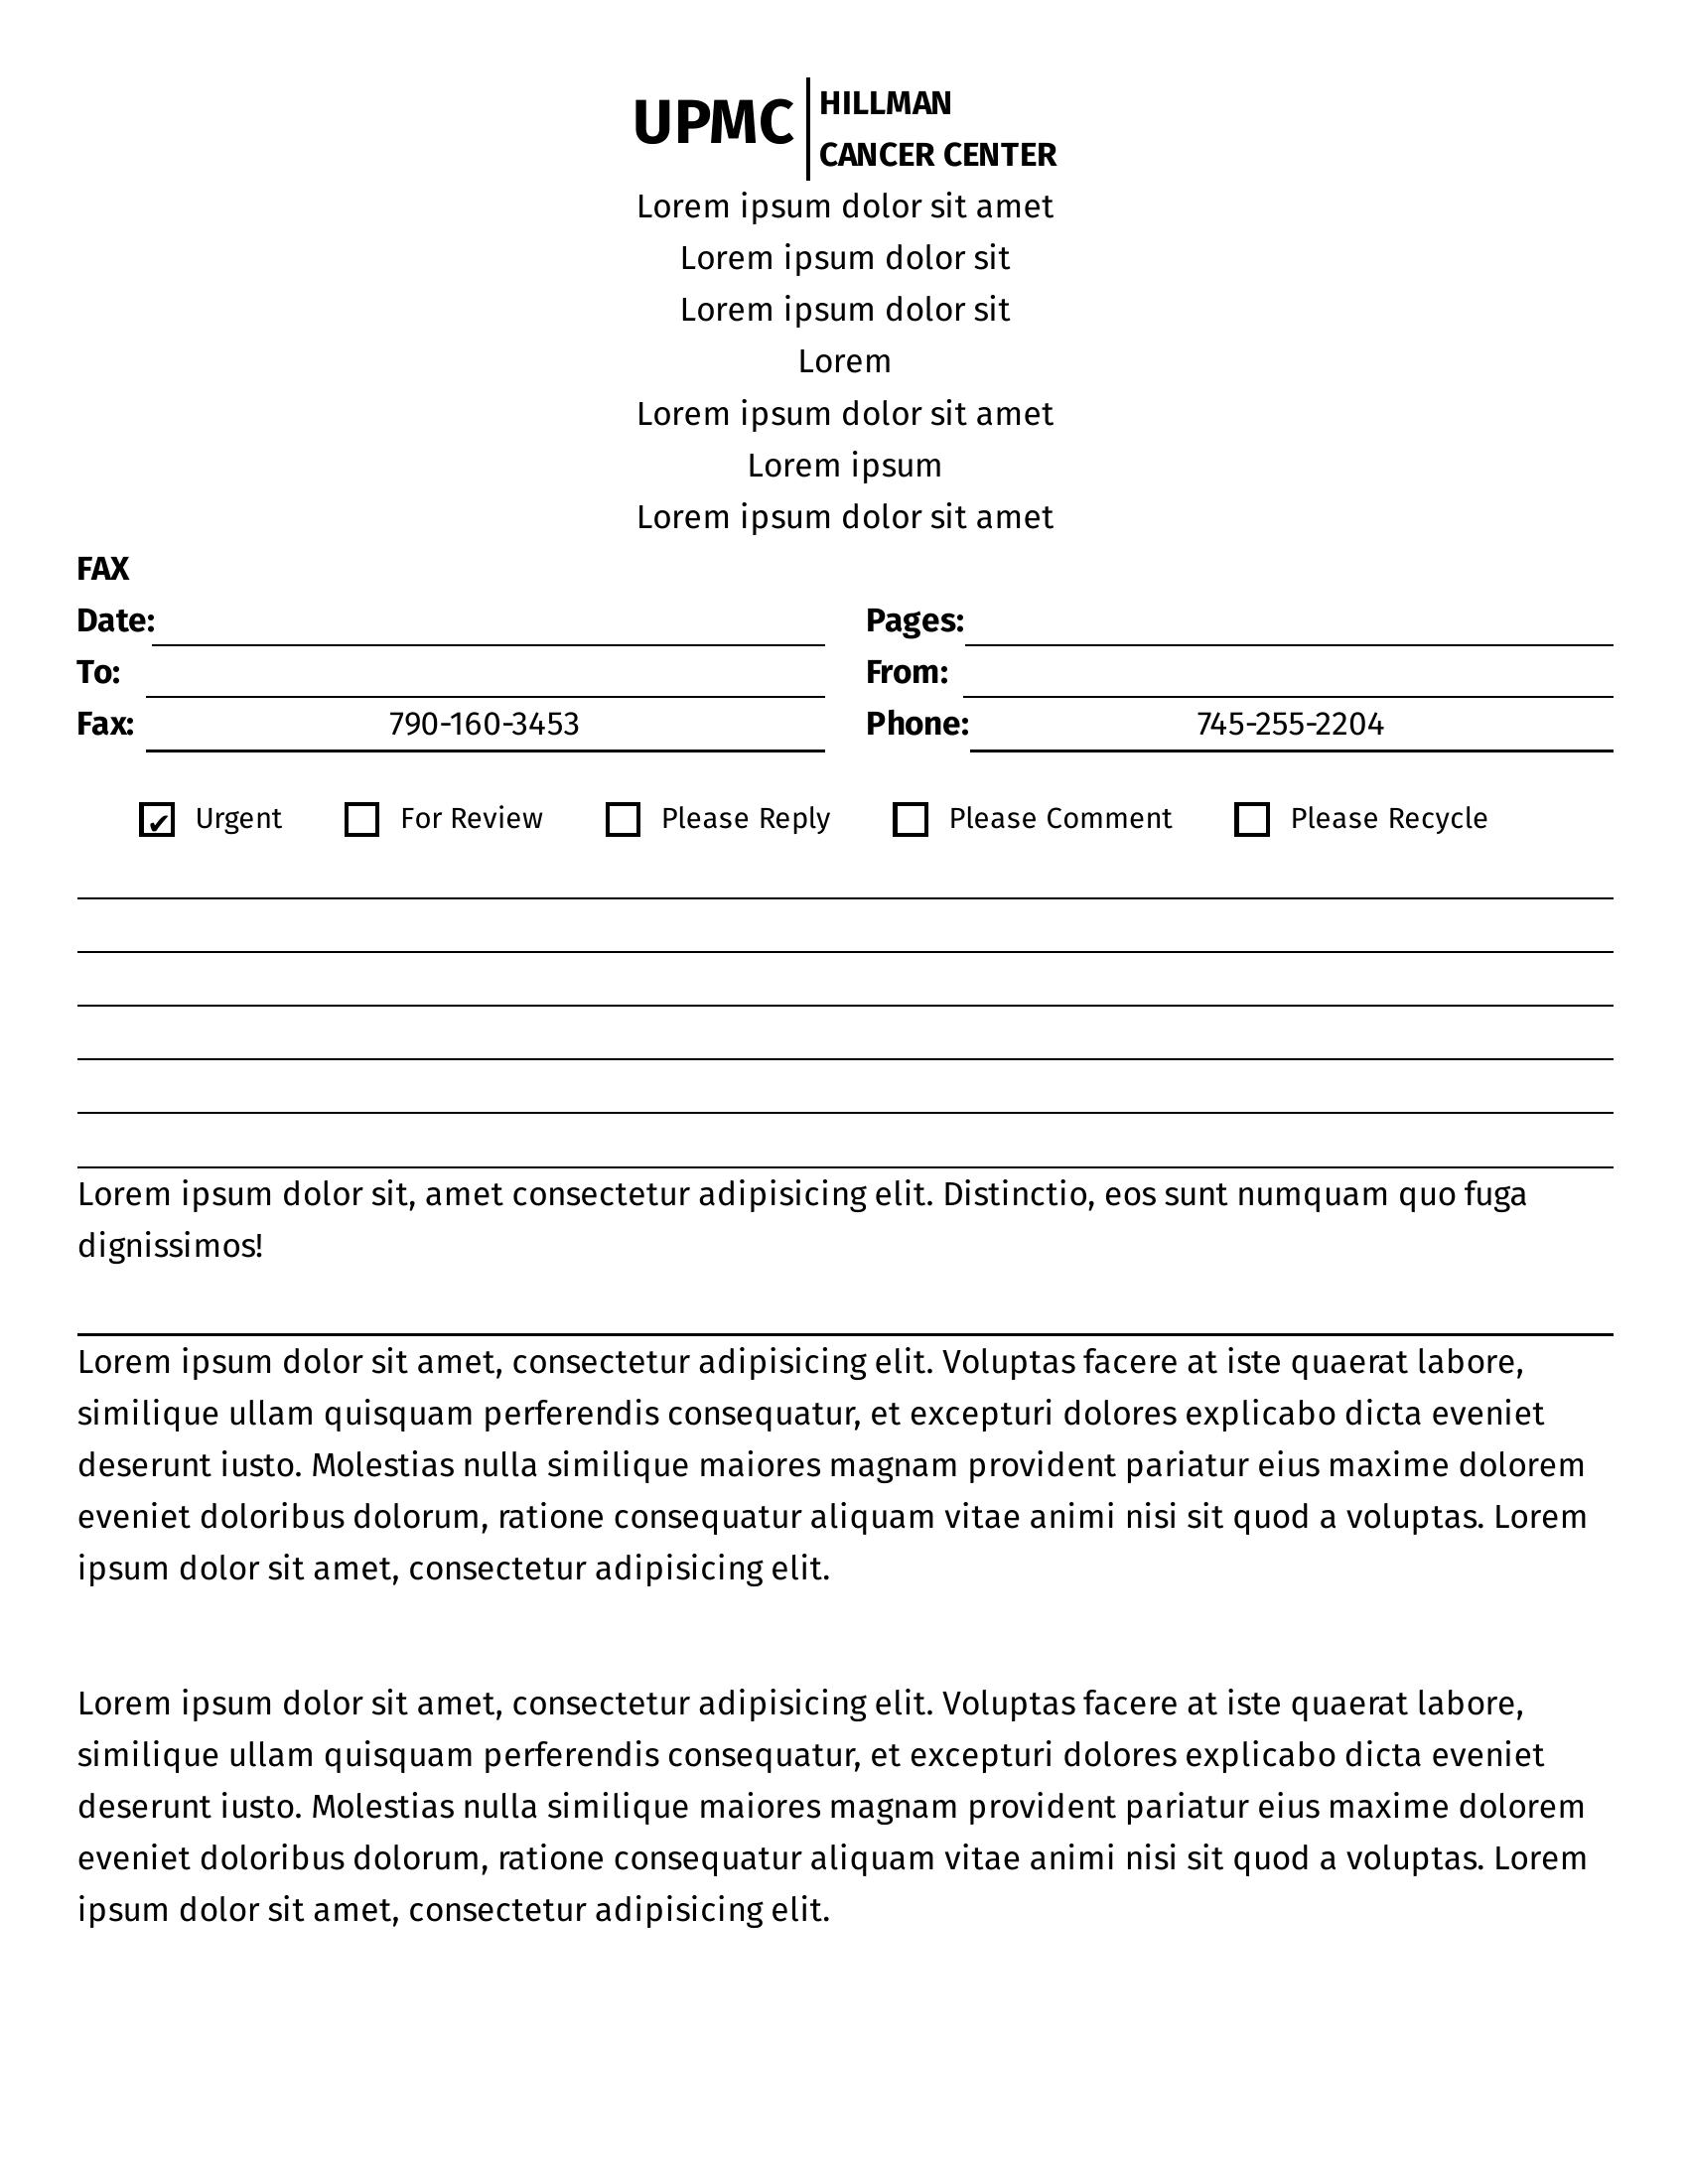 UPMC
HILLMAN
CANCER CENTER
Lorem ipsum dolor sit amet
Lorem ipsum dolor sit
Lorem ipsum dolor sit
Lorem
Lorem ipsum dolor sit amet
Lorem ipsum
Lorem ipsum dolor sit amet
FAX
Date: Pages:
To: From:
Fax: 790-160-3453 Phone: 745-255-2204
✔ Urgent For Review Please Reply Please Comment Please Recycle
Lorem ipsum dolor sit, amet consectetur adipisicing elit. Distinctio, eos sunt numquam quo fuga
dignissimos!
Lorem ipsum dolor sit amet, consectetur adipisicing elit. Voluptas facere at iste quaerat labore,
similique ullam quisquam perferendis consequatur, et excepturi dolores explicabo dicta eveniet
deserunt iusto. Molestias nulla similique maiores magnam provident pariatur eius maxime dolorem
eveniet doloribus dolorum, ratione consequatur aliquam vitae animi nisi sit quod a voluptas. Lorem
ipsum dolor sit amet, consectetur adipisicing elit.
Lorem ipsum dolor sit amet, consectetur adipisicing elit. Voluptas facere at iste quaerat labore,
similique ullam quisquam perferendis consequatur, et excepturi dolores explicabo dicta eveniet
deserunt iusto. Molestias nulla similique maiores magnam provident pariatur eius maxime dolorem
eveniet doloribus dolorum, ratione consequatur aliquam vitae animi nisi sit quod a voluptas. Lorem
ipsum dolor sit amet, consectetur adipisicing elit.